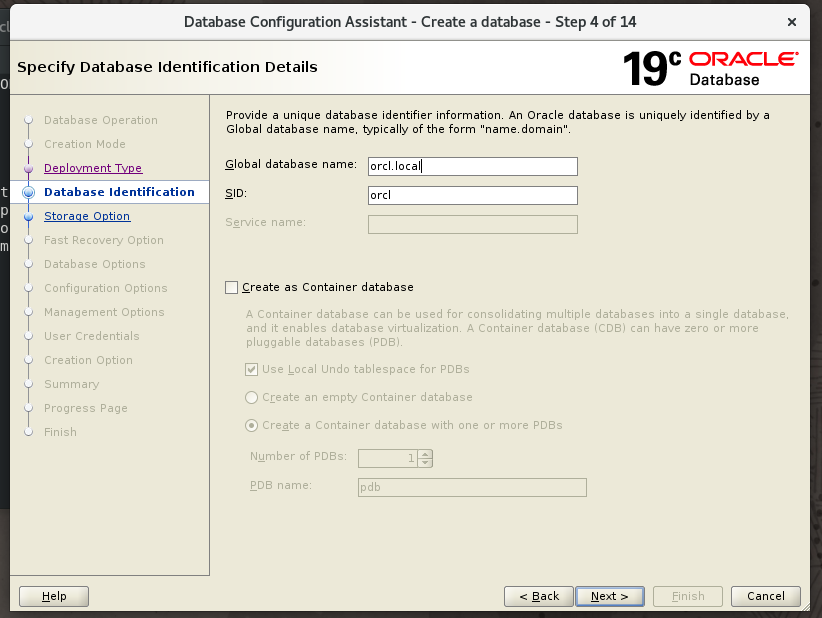 Database Configuration Assistant - Create a database - Step 4 of 14
×
Specify Database Identification Details
19c ORACLE®
Database
Database Operation
Creation Mode
Deployment Type
Database Identification
Storage Option
Fast Recovery Option
Database Options
Configuration Options
Management Options
User Credentials
Creation Option
Summary
Progress Page
Finish
Provide a unique database identifier information. An Oracle database is uniquely identified by a
Global database name, typically of the form "name.domain".
Global database name: orcl.local
SID: orcl
Service name:
Create as Container database
A Container database can be used for consolidating multiple databases into a single database,
and it enables database virtualization. A Container database (CDB) can have zero or more
pluggable databases (PDB).
Use Local Undo tablespace for PDBs
Create an empty Container database
Create a Container database with one or more PDBs
Number of PDBs: 1
PDB name: pdb
Help
< Back
Next >
Finish
Cancel